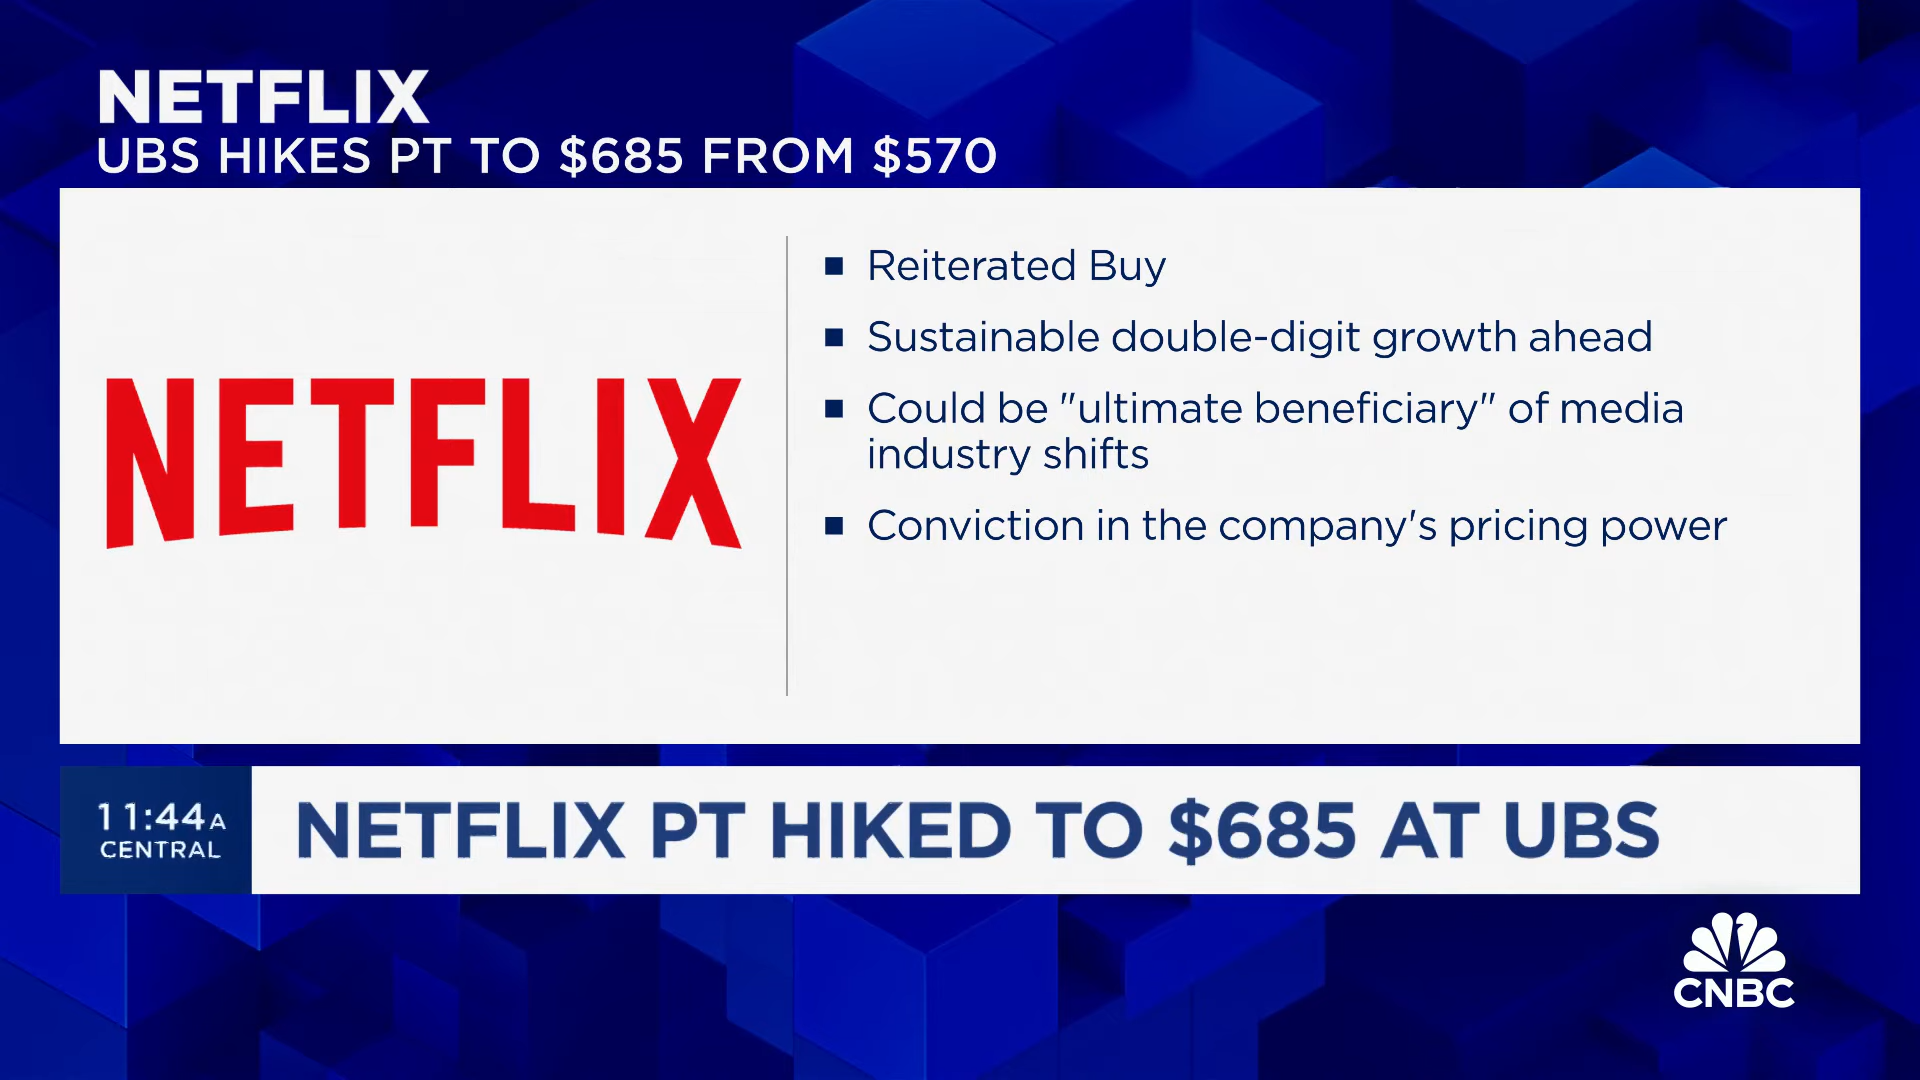 NETFLIX
UBS HIKES PT TO $685 FROM $570
NETFLIX
Reiterated Buy
Sustainable double-digit growth ahead
Could be "ultimate beneficiary" of media
industry shifts
Conviction in the company's pricing power
11:44A
CENTRAL
NETFLIX PT HIKED TO $685 AT UBS
CNBC